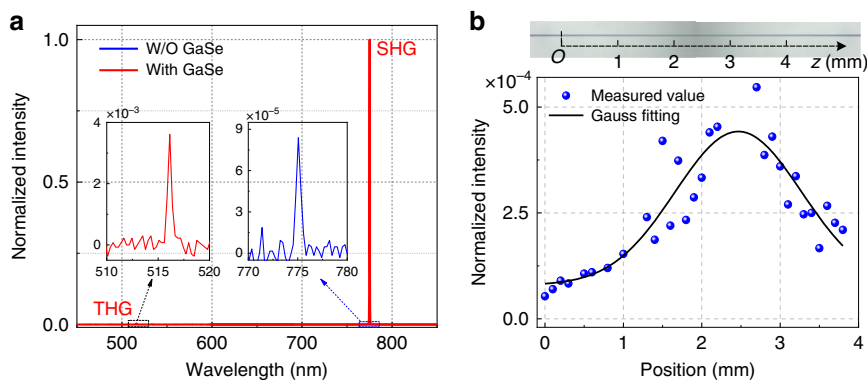 a
Normalized intensity
1.0
0.5
0.0
W/O GaSe
With GaSe
SHG
THG
×10⁻³
4
2
0
510
515
520
×10⁻⁵
9
6
3
0
770
775
780
500
600
700
800
Wavelength (nm)
b
O
1
2
3
4
z (mm)
×10⁻⁴
Normalized intensity
5.0
2.5
0.0
Measured value
Gauss fitting
0
1
2
3
4
Position (mm)